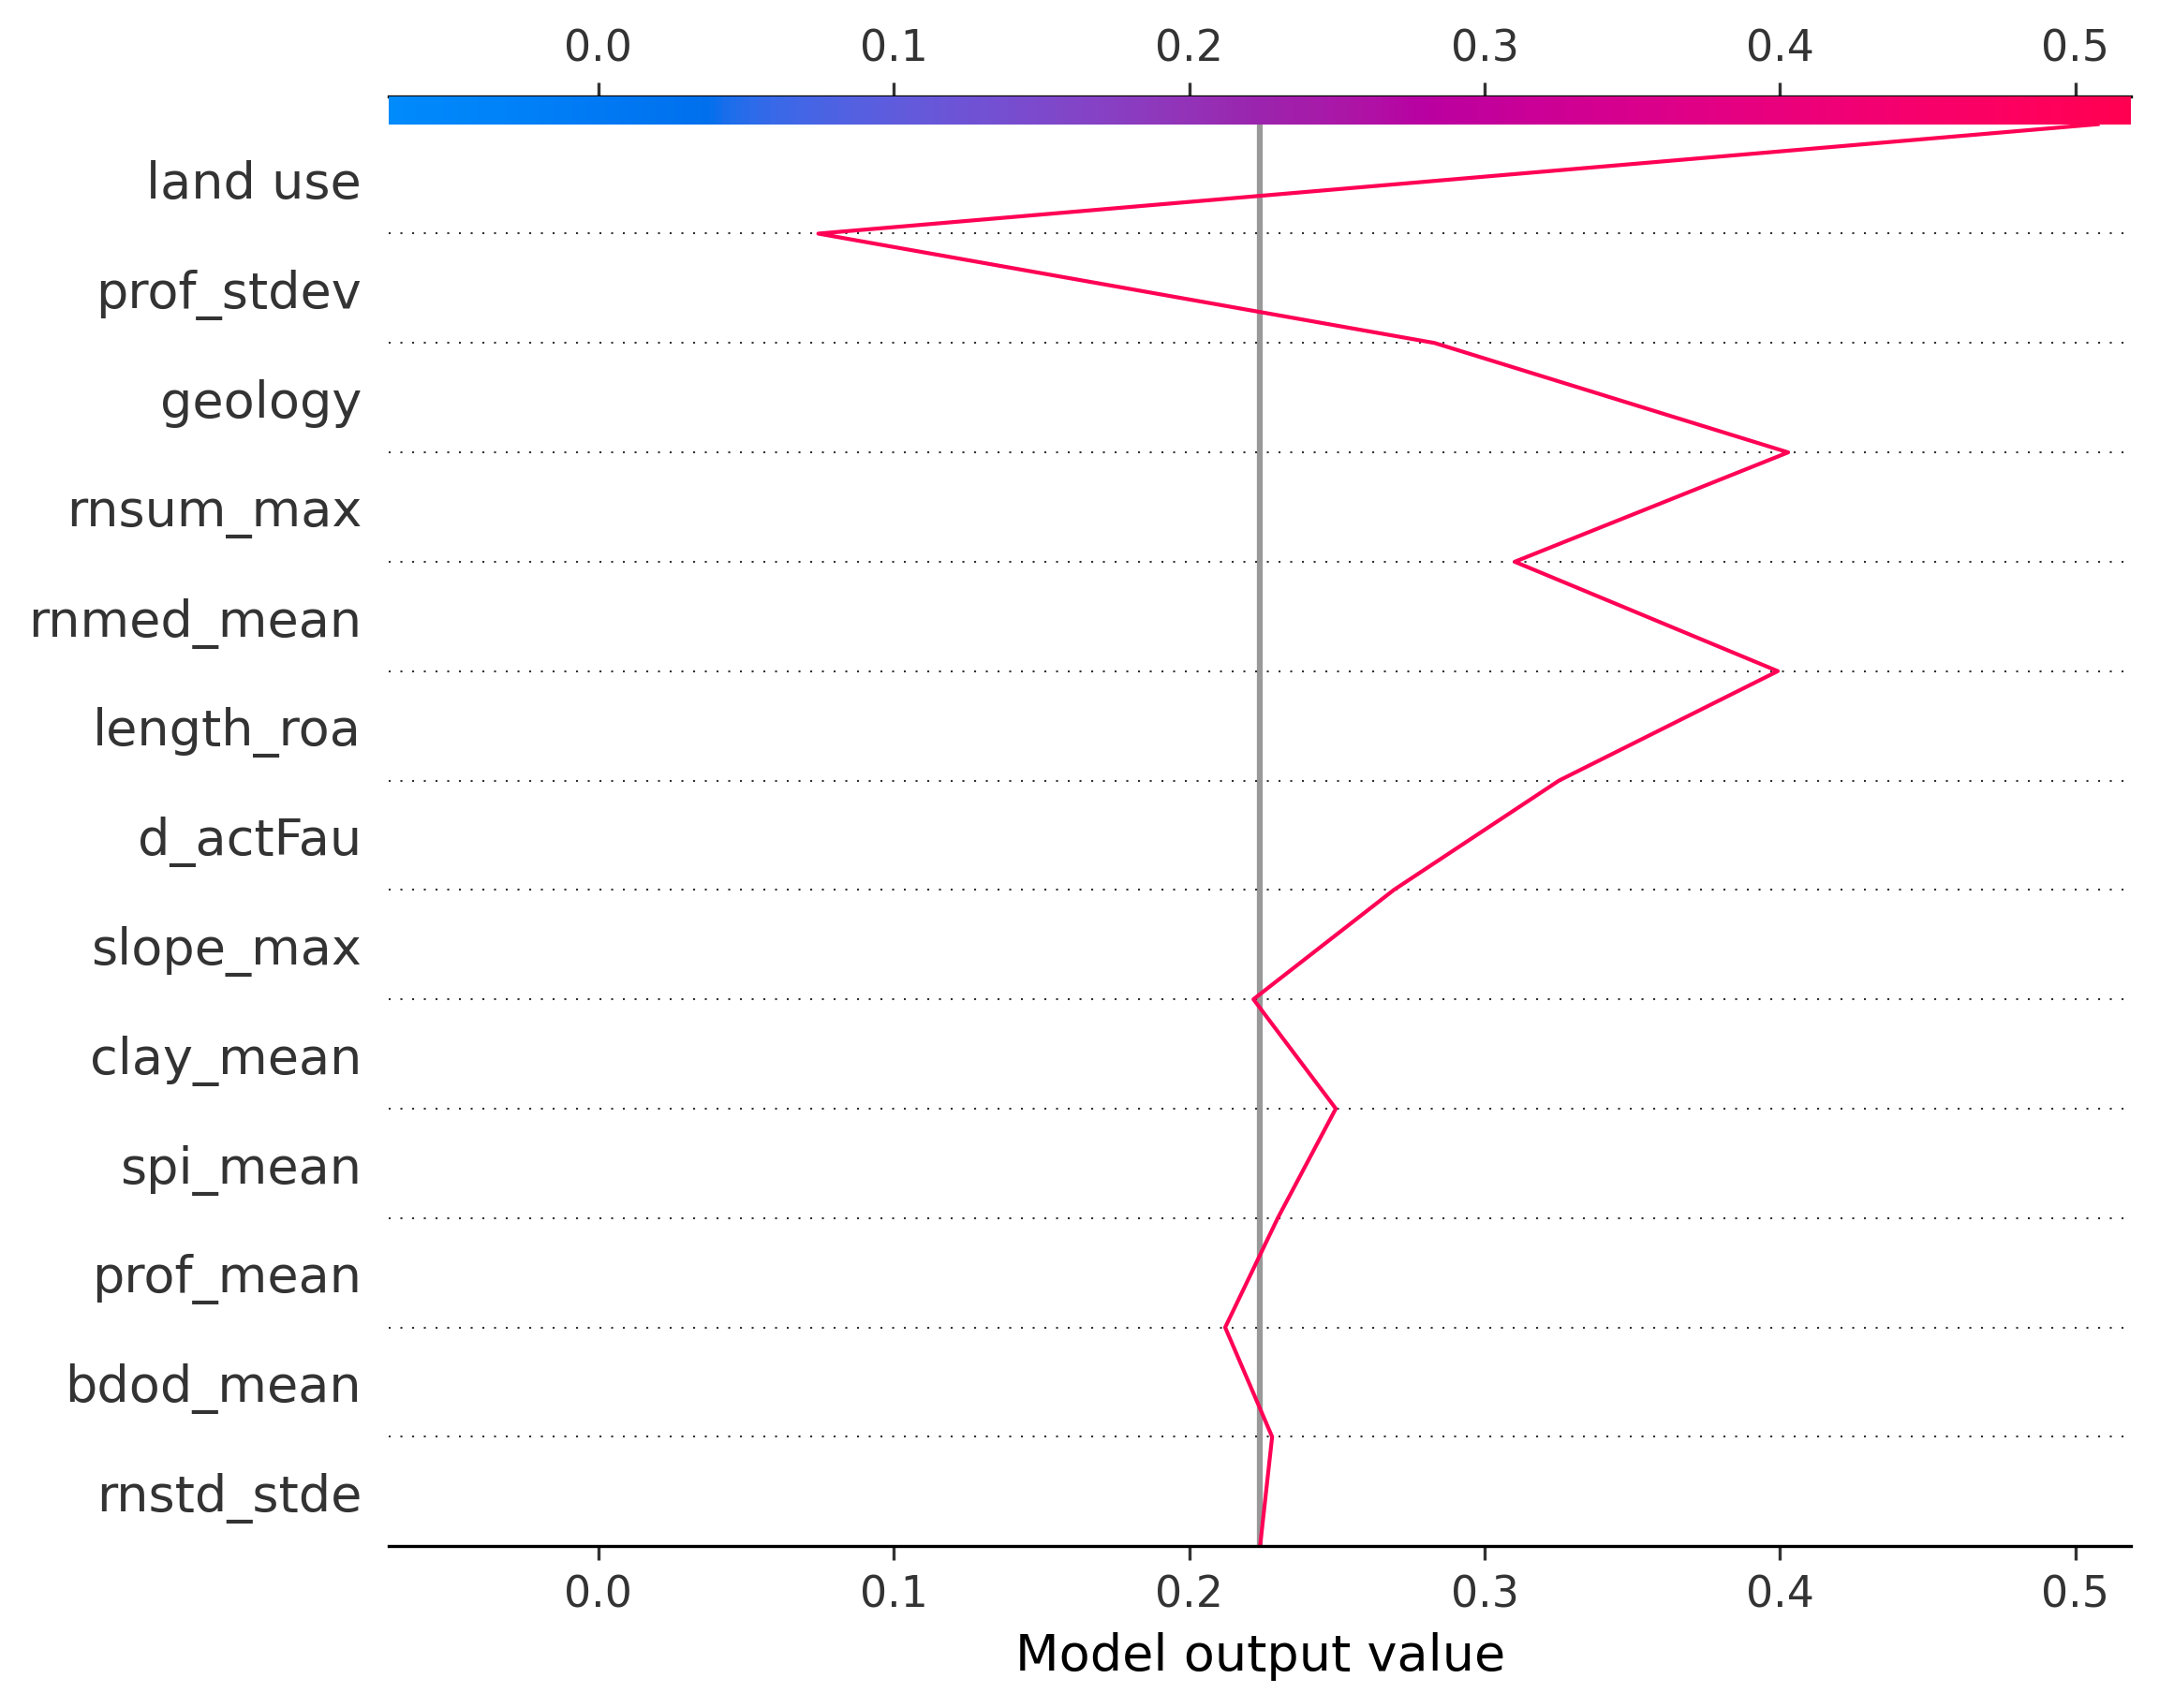 0.0 0.1 0.2 0.3 0.4 0.5
land use
prof_stdev
geology
rnsum_max
rnmed_mean
length_roa
d_actFau
slope_max
clay_mean
spi_mean
prof_mean
bdod_mean
rnstd_stde
0.0 0.1 0.2 0.3 0.4 0.5
Model output value